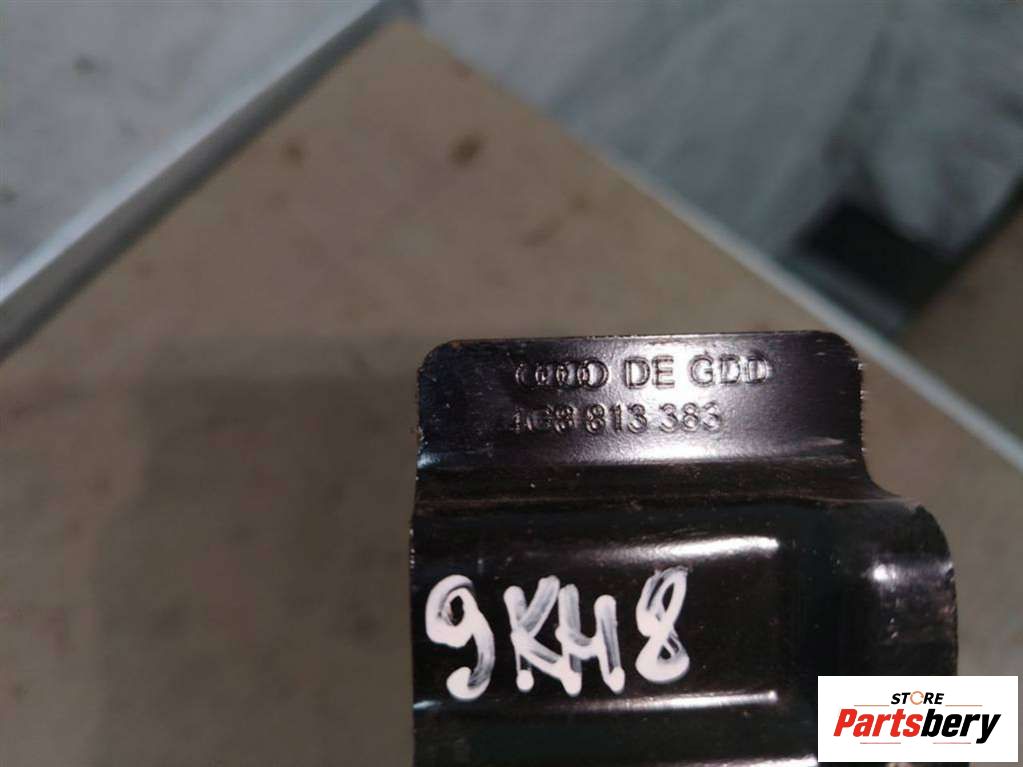 DE GDD
4G8 813 383
9KH8
STORE
Partsbery